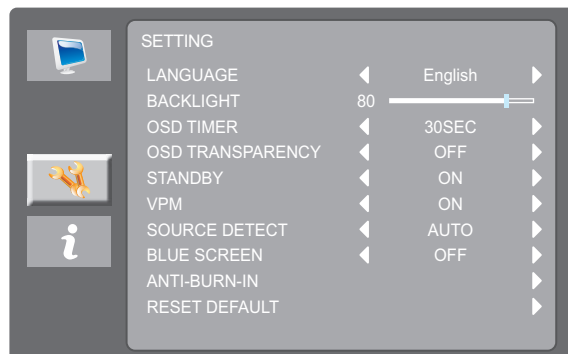 SETTING
LANGUAGE English
BACKLIGHT 80
OSD TIMER 30SEC
OSD TRANSPARENCY OFF
STANDBY ON
VPM ON
SOURCE DETECT AUTO
BLUE SCREEN OFF
ANTI-BURN-IN
RESET DEFAULT
i